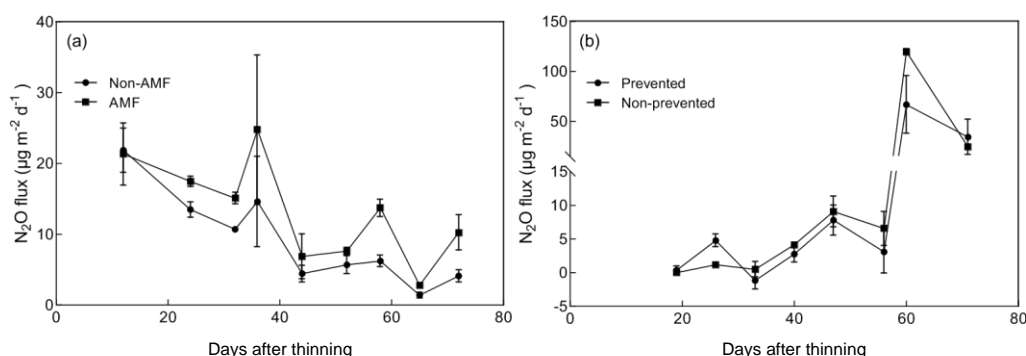 (a)
Non-AMF
AMF
N₂O flux (µg m⁻² d⁻¹)
40
30
20
10
0
0 20 40 60 80
Days after thinning
(b)
Prevented
Non-prevented
N₂O flux (µg m⁻² d⁻¹)
150
100
50
15
10
5
0
-5
0 20 40 60 80
Days after thinning